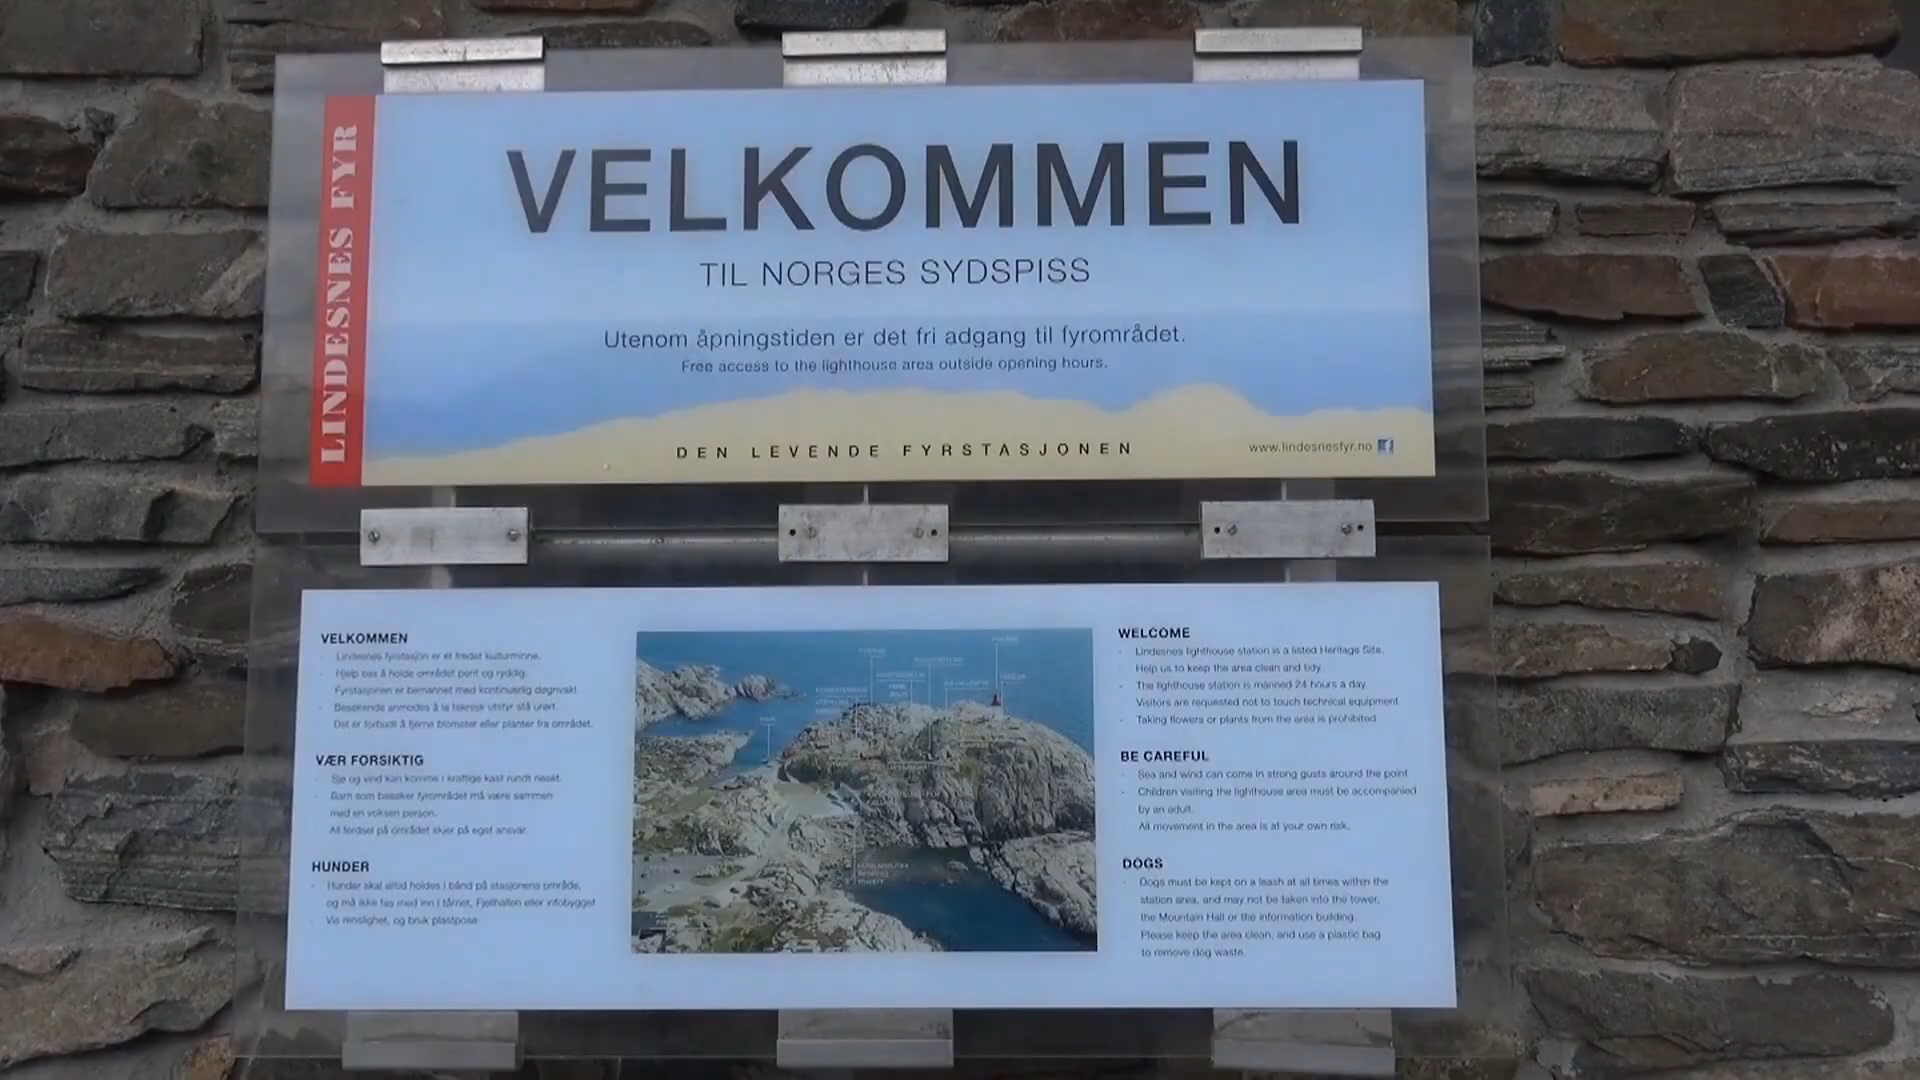 LINDESNES FYR
VELKOMMEN
TIL NORGES SYDSPISS
Utenom åpningstiden er det fri adgang til fyrområdet.
Free access to the lighthouse area outside opening hours.
DEN LEVENDE FYRSTASJONEN
www.lindesnesfyr.no
VELKOMMEN
- Lindesnes fyrstasjon er et fredet kulturminne.
- Hjelp oss å holde området pent og ryddig.
Fyrstasjonen er bemannet med kontinuerlig døgnvakt
- Besøkende anmodes å la teknisk utstyr stå urørt.
Det er forbudt å fjerne blomster eller planter fra området.
VÆR FORSIKTIG
- Sjø og vind kan komme i kraftige kast rundt neset.
- Barn som besøker fyrområdet må være sammen
med en voksen person.
All ferdsel på området skjer på eget ansvar.
HUNDER
- Hunder skal alltid holdes i bånd på stasjonens område,
og må ikke tas med inn i tårnet, Fjellhallen eller infobygget
- Vis renslighet, og bruk plastpose.
WELCOME
- Lindesnes lighthouse station is a listed Heritage Site.
- Help us to keep the area clean and tidy.
- The lighthouse station is manned 24 hours a day.
Visitors are requested not to touch technical equipment
- Taking flowers or plants from the area is prohibited
BE CAREFUL
- Sea and wind can come in strong gusts around the point.
- Children visiting the lighthouse area must be accompanied
by an adult.
- All movement in the area is at your own risk.
DOGS
- Dogs must be kept on a leash at all times within the
station area, and may not be taken into the tower,
the Mountain Hall or the information building.
- Please keep the area clean, and use a plastic bag
to remove dog waste.